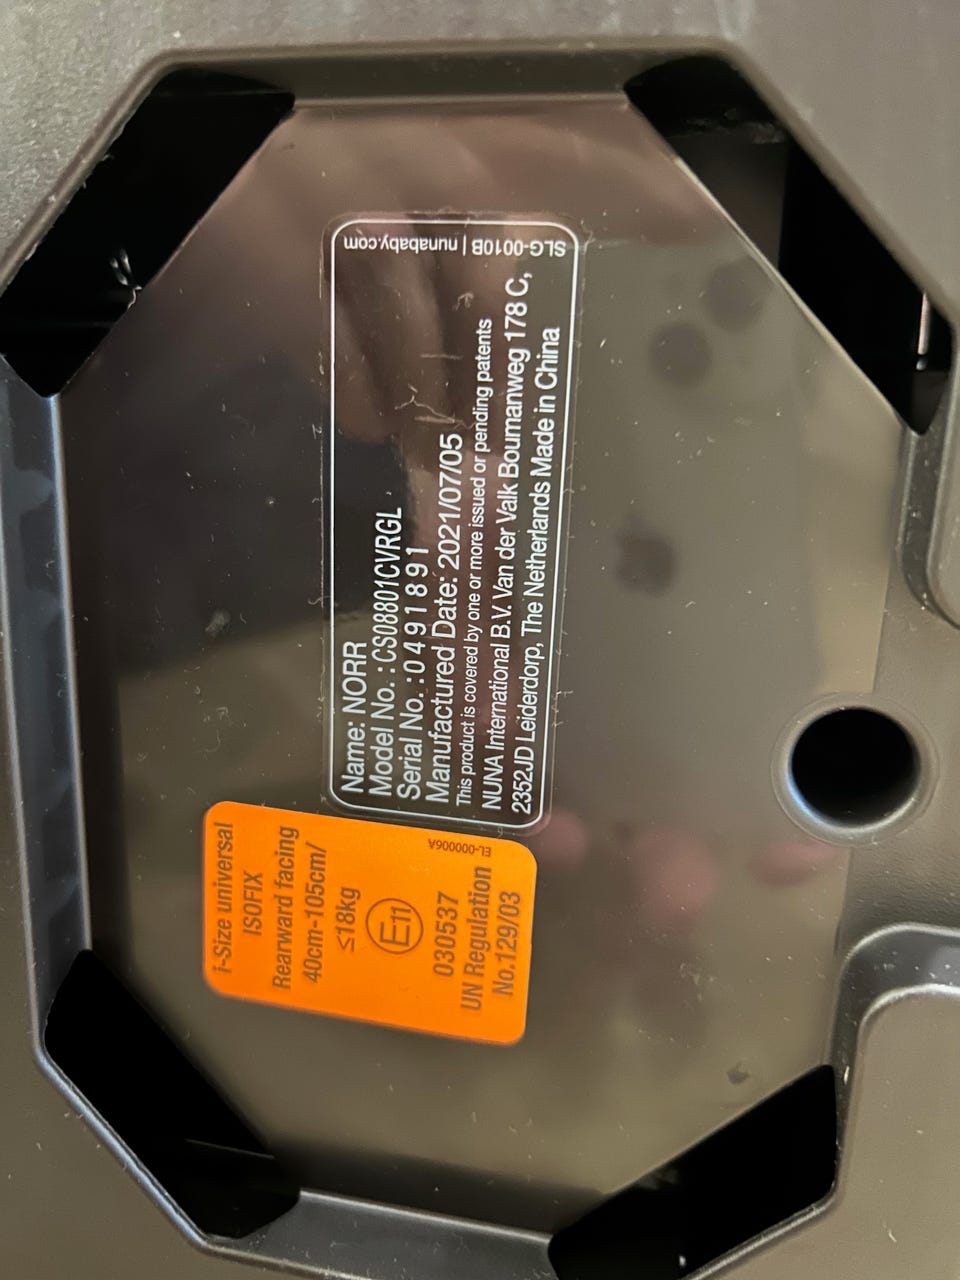 Name: NORR
Model No. : CS08801CVRGL
Serial No. : 0491891
Manufactured Date: 2021/07/05
This product is covered by one or more issued or pending patents
NUNA International B.V. Van der Valk Boumanweg 178 C,
2352JD Leiderdorp, The Netherlands Made in China
SLG-0010B | nunababy.com
i-Size universal
ISOFIX
Rearward facing
40cm-105cm/
≤18kg
E11
030537
UN Regulation
No.129/03
EL-000006A